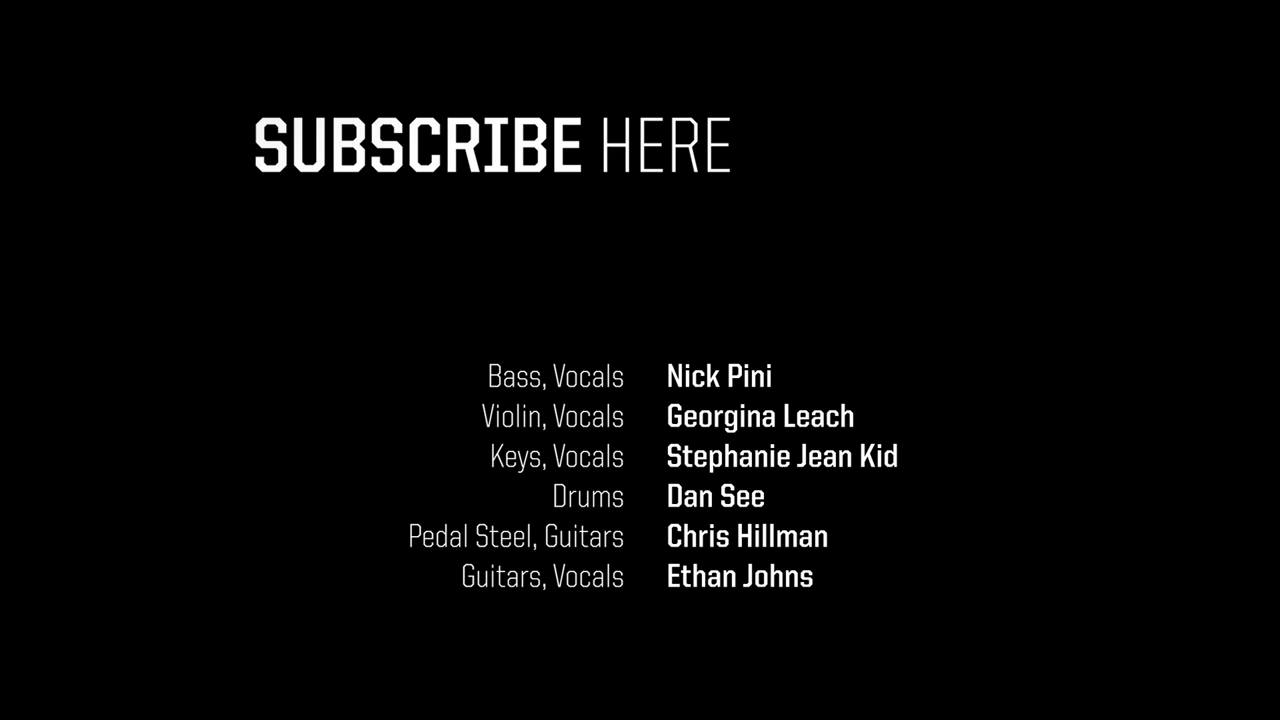 SUBSCRIBE HERE
Bass, Vocals Nick Pini
Violin, Vocals Georgina Leach
Keys, Vocals Stephanie Jean Kid
Drums Dan See
Pedal Steel, Guitars Chris Hillman
Guitars, Vocals Ethan Johns